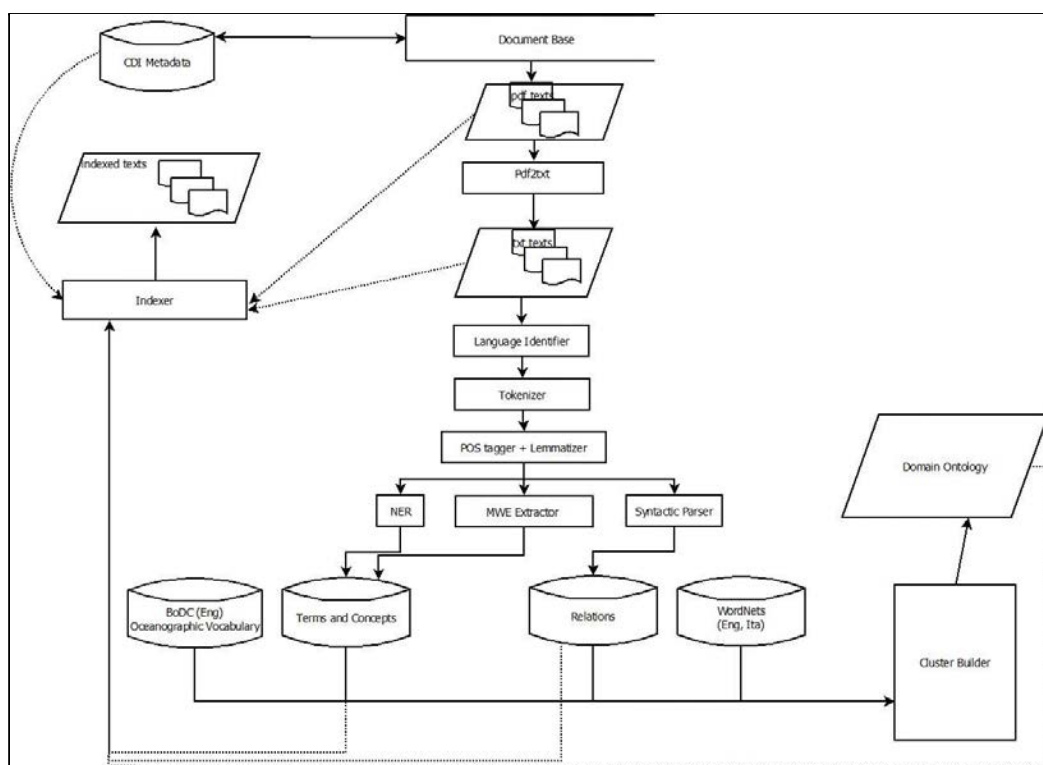 Document Base
CDI Metadata
pdf texts
Indexed texts
Pdf2txt
txt texts
Indexer
Language Identifier
Tokenizer
POS tagger + Lemmatizer
Domain Ontology
NER
MWE Extractor
Syntactic Parser
BoDC (Eng)
Oceanographic Vocabulary
Terms and Concepts
Relations
WordNets
(Eng, Ita)
Cluster Builder